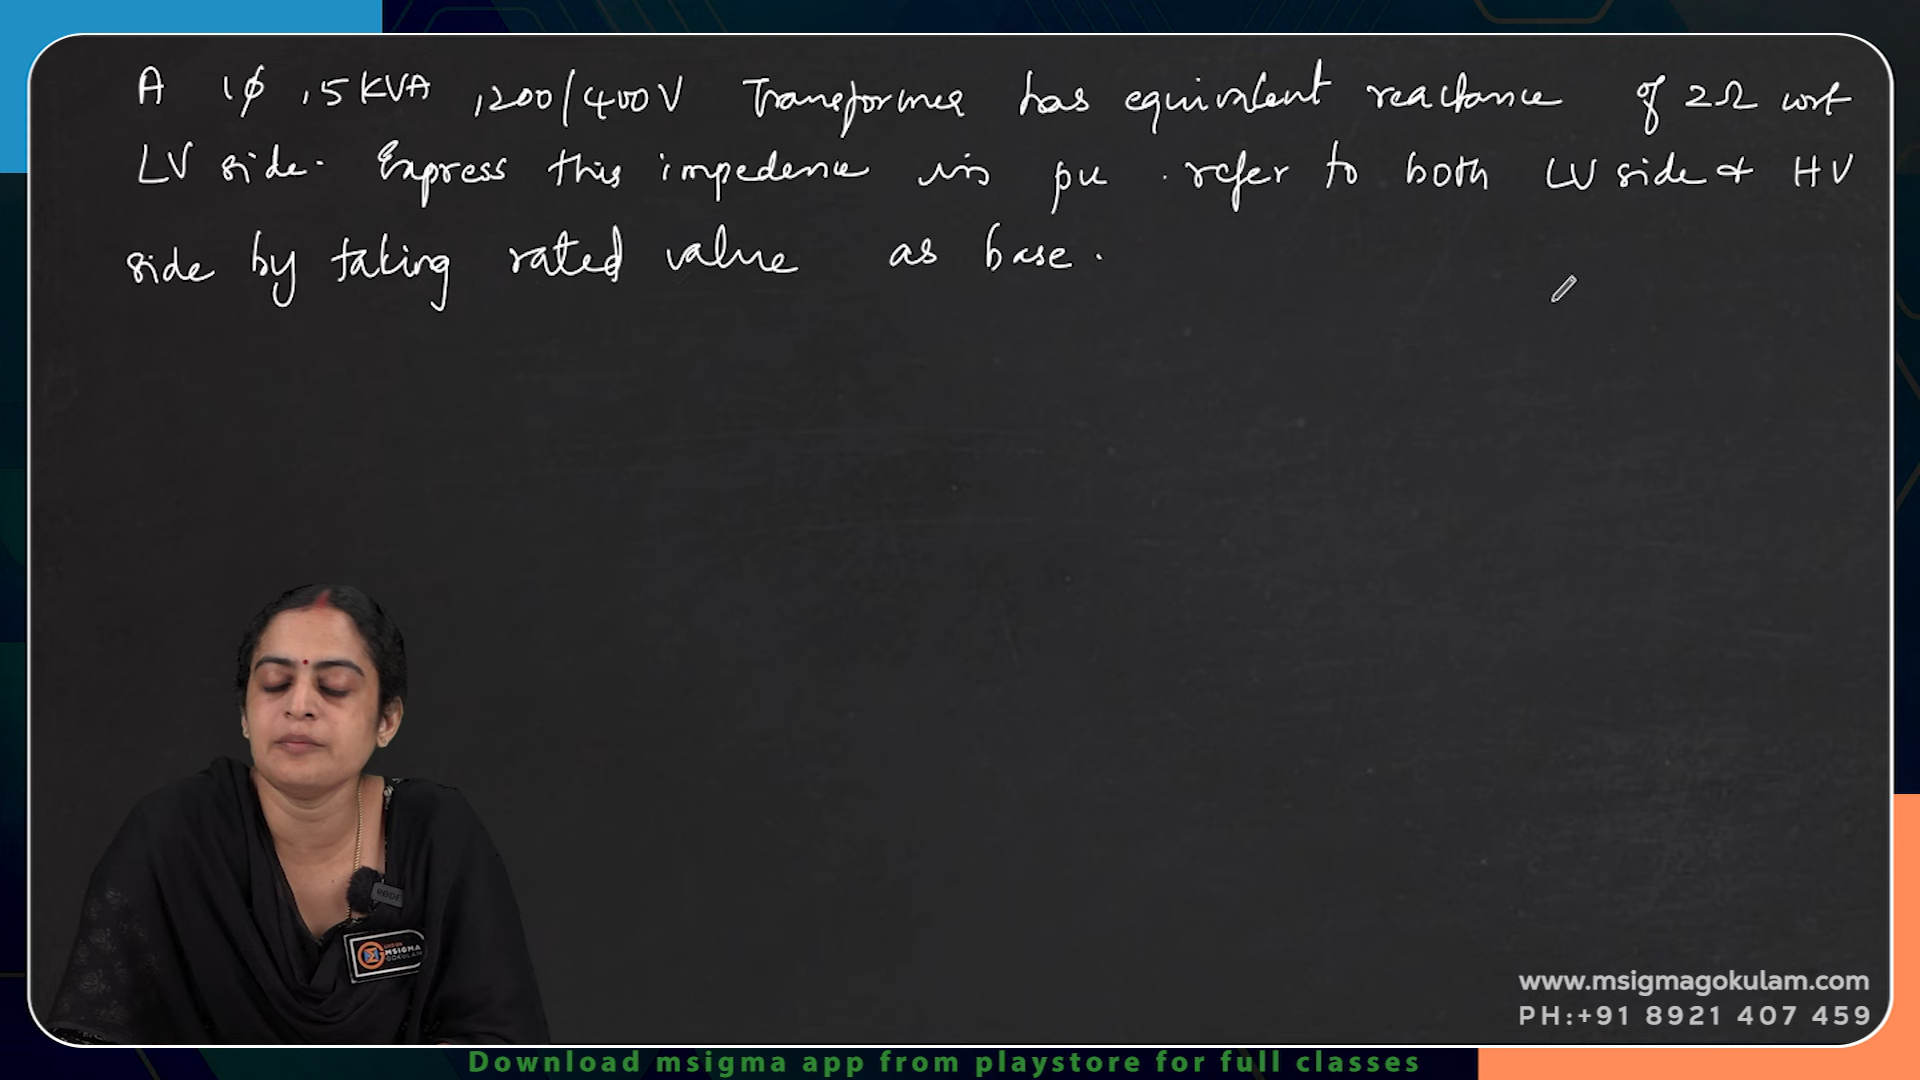 A 1φ, 5KVA, 200/400V Transformer has equivalent reactance of 2Ω wrt
LV side. Express this impedence in pu. refer to both LV side & HV
side by taking rated value as base.
MSIGMA
GOKULAM
www.msigmagokulam.com
PH:+91 8921 407 459
Download msigma app from playstore for full classes